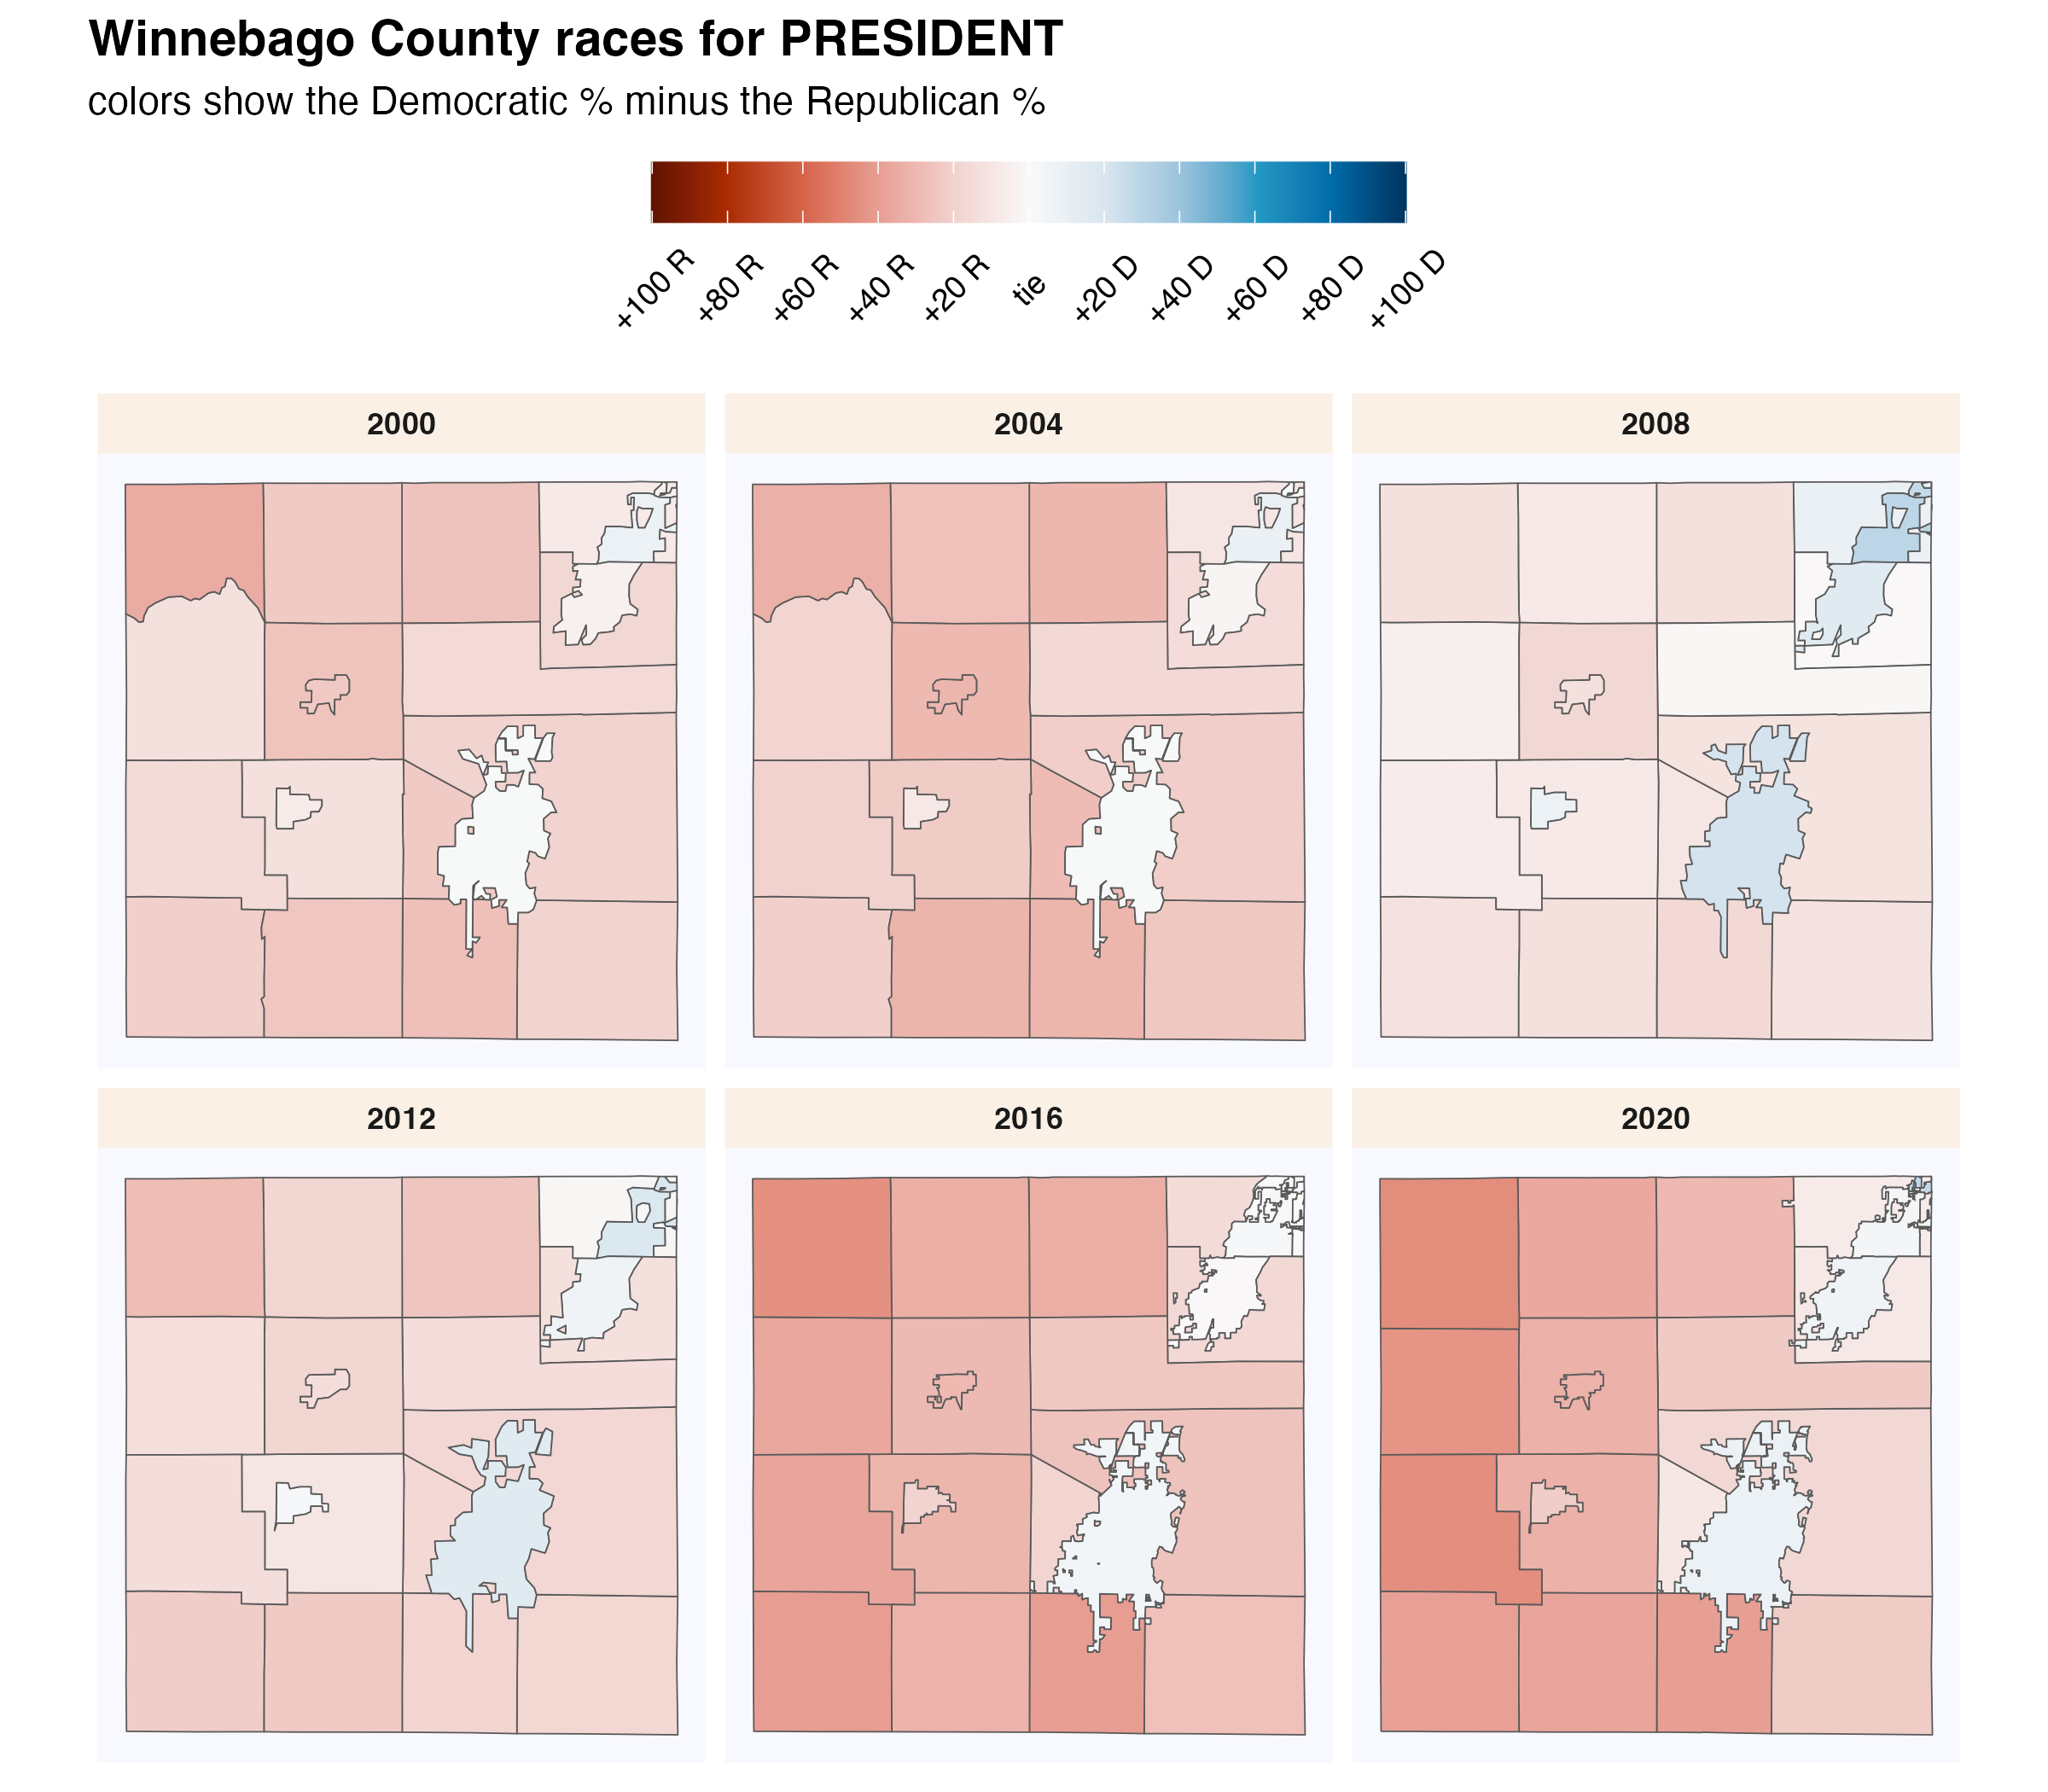 Winnebago County races for PRESIDENT
colors show the Democratic % minus the Republican %
+100 R
+80 R
+60 R
+40 R
+20 R
tie
+20 D
+40 D
+60 D
+80 D
+100 D
2000
2004
2008
2012
2016
2020